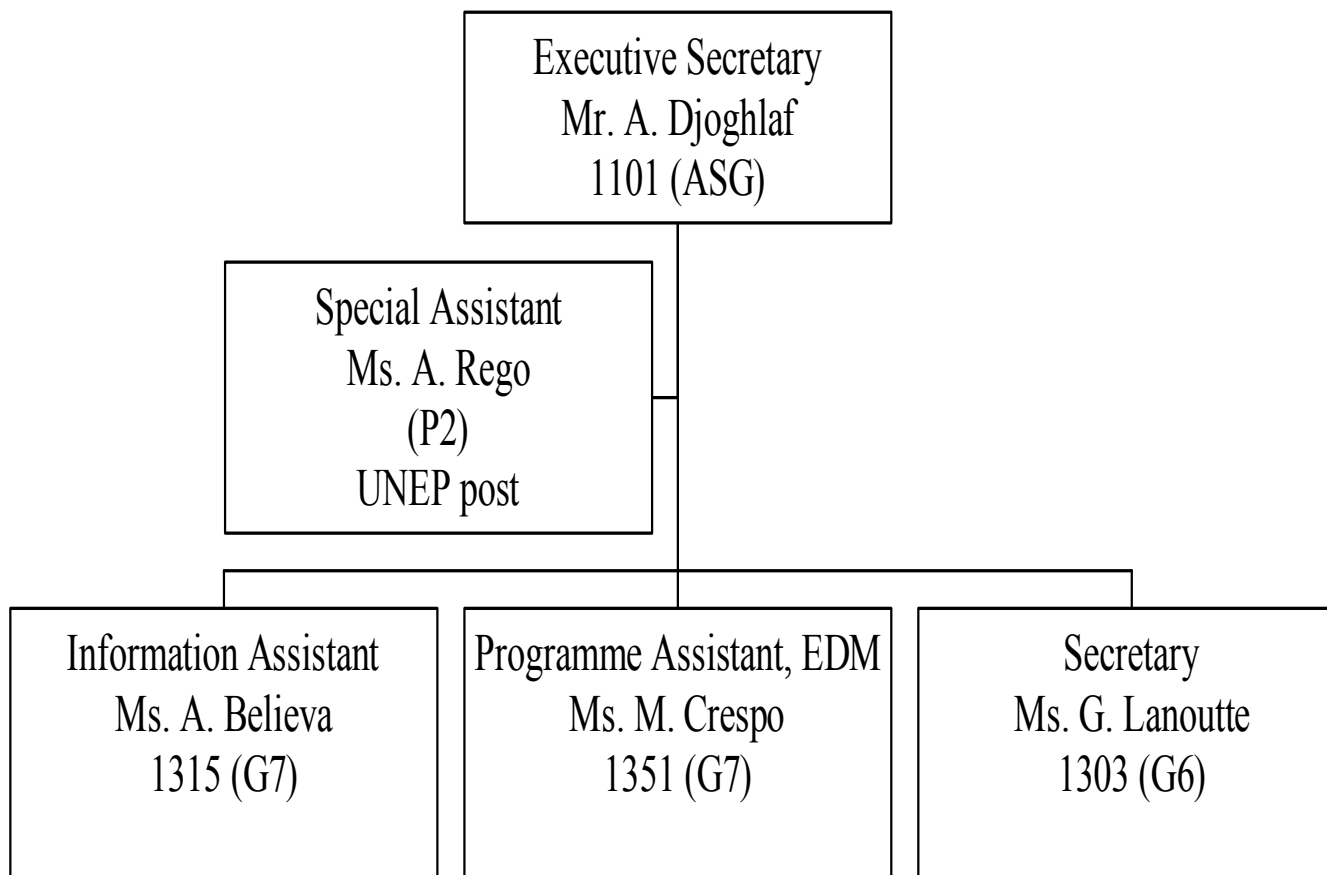 Executive Secretary
Mr. A. Djoghlaf
1101 (ASG)
Special Assistant
Ms. A. Rego
(P2)
UNEP post
Information Assistant
Ms. A. Believa
1315 (G7)
Programme Assistant, EDM
Ms. M. Crespo
1351 (G7)
Secretary
Ms. G. Lanoutte
1303 (G6)